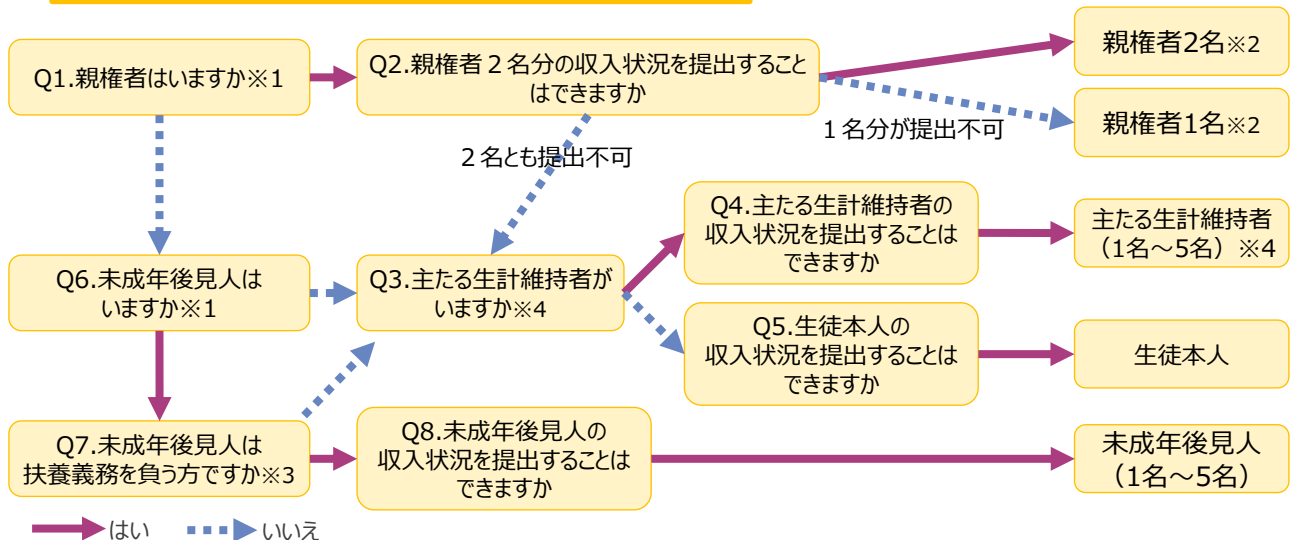 Q1.親権者はいますか※1
Q2.親権者２名分の収入状況を提出すること
はできますか
親権者2名※2
親権者1名※2
１名分が提出不可
２名とも提出不可
Q4.主たる生計維持者の
収入状況を提出することは
できますか
主たる生計維持者
（1名～5名）※4
Q6.未成年後見人は
いますか※1
Q3.主たる生計維持者が
いますか※4
Q5.生徒本人の
収入状況を提出することは
できますか
生徒本人
Q7.未成年後見人は
扶養義務を負う方ですか※3
Q8.未成年後見人の
収入状況を提出することは
できますか
未成年後見人
（1名～5名）
はい
いいえ